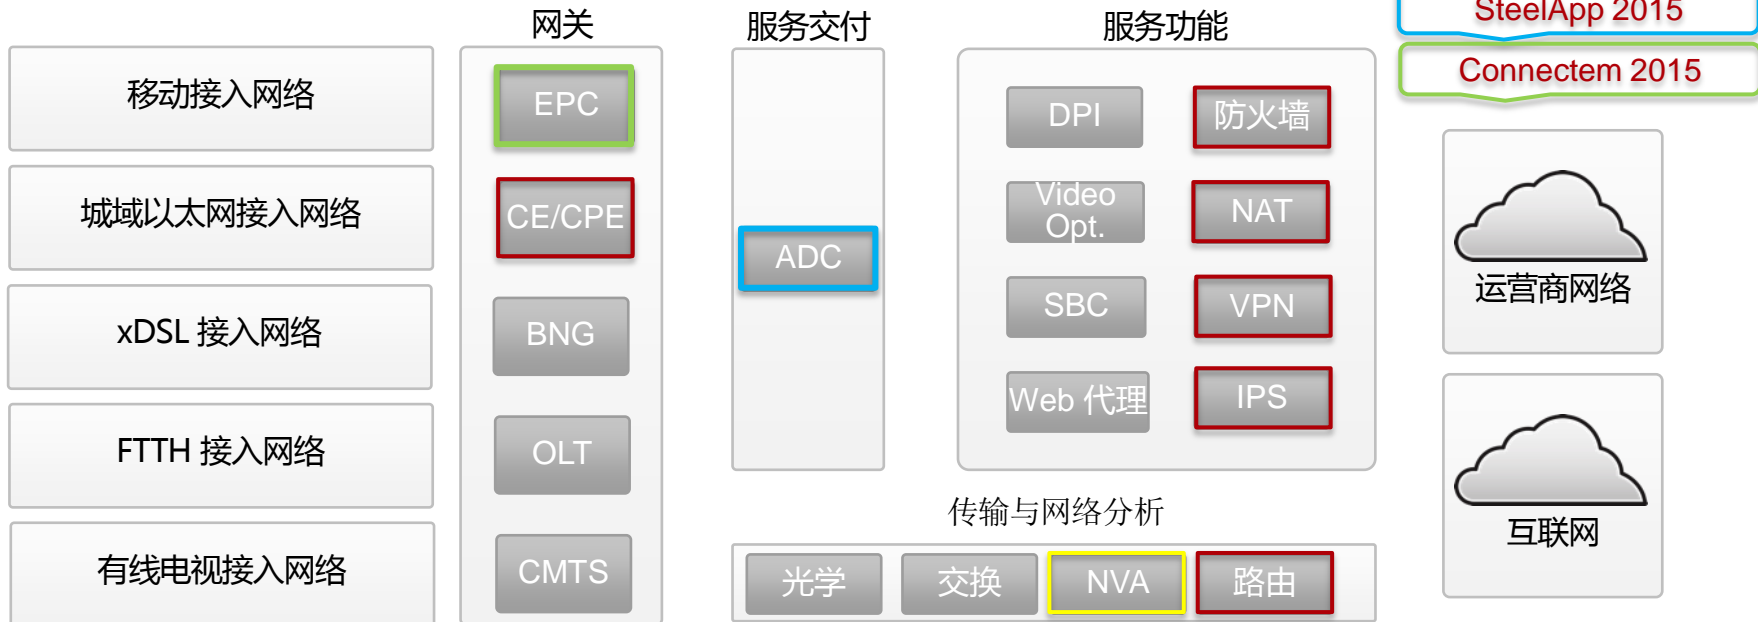 网关
服务交付
服务功能
SteelApp 2015
Connectem 2015
移动接入网络
城域以太网接入网络
xDSL 接入网络
FTTH 接入网络
有线电视接入网络
EPC
CE/CPE
BNG
OLT
CMTS
ADC
DPI
防火墙
Video
Opt.
NAT
SBC
VPN
Web 代理
IPS
传输与网络分析
光学
交换
NVA
路由
运营商网络
互联网